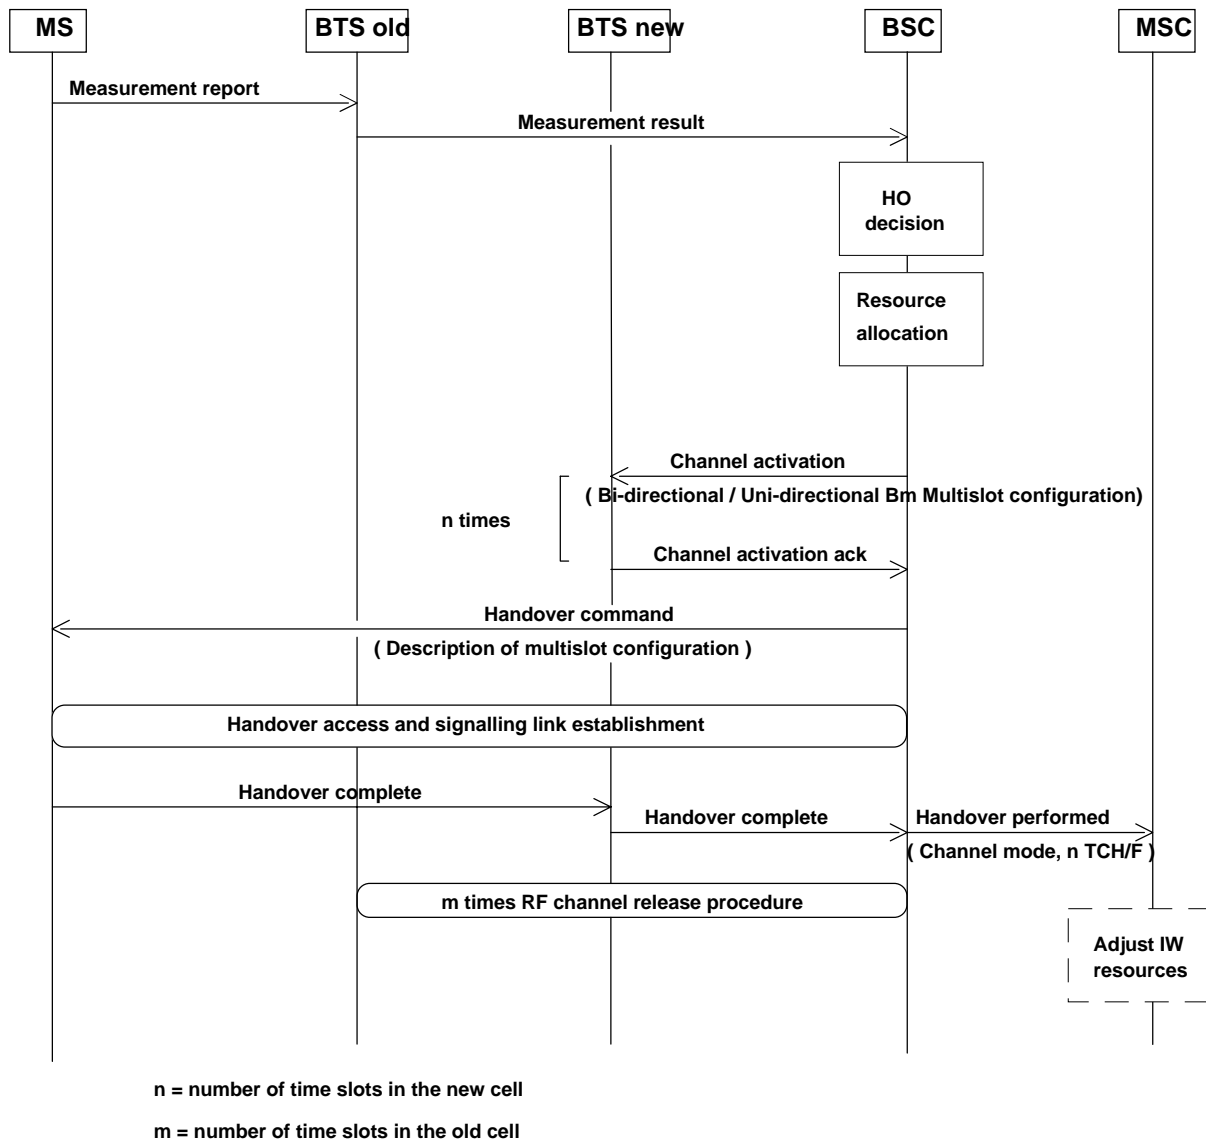 MS
BTS old
BTS new
BSC
MSC
Measurement report
Measurement result
HO
decision
Resource
allocation
Channel activation
( Bi-directional / Uni-directional Bm Multislot configuration)
n times
Channel activation ack
Handover command
( Description of multislot configuration )
Handover access and signalling link establishment
Handover complete
Handover complete
Handover performed
( Channel mode, n TCH/F )
m times RF channel release procedure
Adjust IW
resources
n = number of time slots in the new cell
m = number of time slots in the old cell